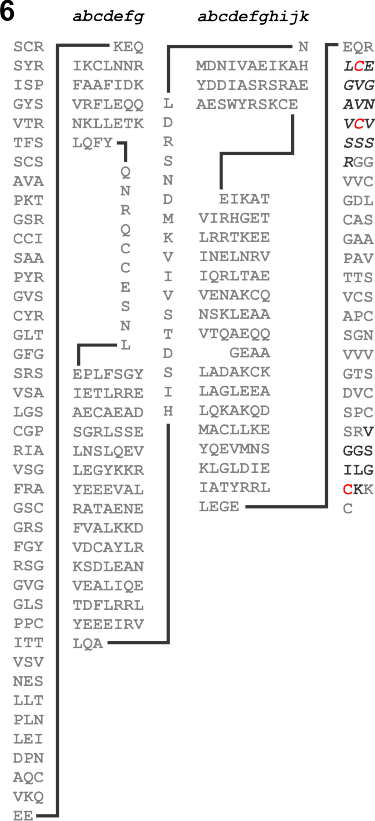 6
abcdefg
abcdefghijk
SCR
SYR
ISP
GYS
VTR
TFS
SCS
AVA
PKT
GSR
CCI
SAA
PYR
GVS
CYR
GLT
GFG
SRS
VSA
LGS
CGP
RIA
VSG
FRA
GSC
GRS
FGY
RSG
GVG
GLS
PPC
ITT
VSV
NES
LLT
PLN
LEI
DPN
AQC
VKQ
EE
KEQ
IKCLNNR
FAAFIDK
VRFLEQQ
NKLLETK
LQFY
Q
N
R
Q
C
C
E
S
N
L
EPLFSGY
IETLRRE
AECAEAD
SGRLSSE
LNSLQEV
LEGYKKR
YEEEVAL
RATAENE
FVALKKD
VDCAYLR
KSDLEAN
VEALIQE
TDFLRRL
YEEEIRV
LQA
L
D
R
S
N
D
M
K
V
I
V
S
T
D
S
I
H
N
MDNIVAEIKAH
YDDIASRSRAE
AESWYRSKCE
EIKAT
VIRHGET
LRRTKEE
INELNRV
IQRLTAE
VENAKCQ
NSKLEAA
VTQAEQQ
GEAA
LADAKCK
LAGLEEA
LQKAKQD
MACLLKE
YQEVMNS
KLGLDIE
IATYRRL
LEGE
EQR
LCE
GVG
AVN
VCV
SSS
RGG
VVC
GDL
CAS
GAA
PAV
TTS
VCS
APC
SGN
VVV
GTS
DVC
SPC
SRV
GGS
ILG
CKK
C